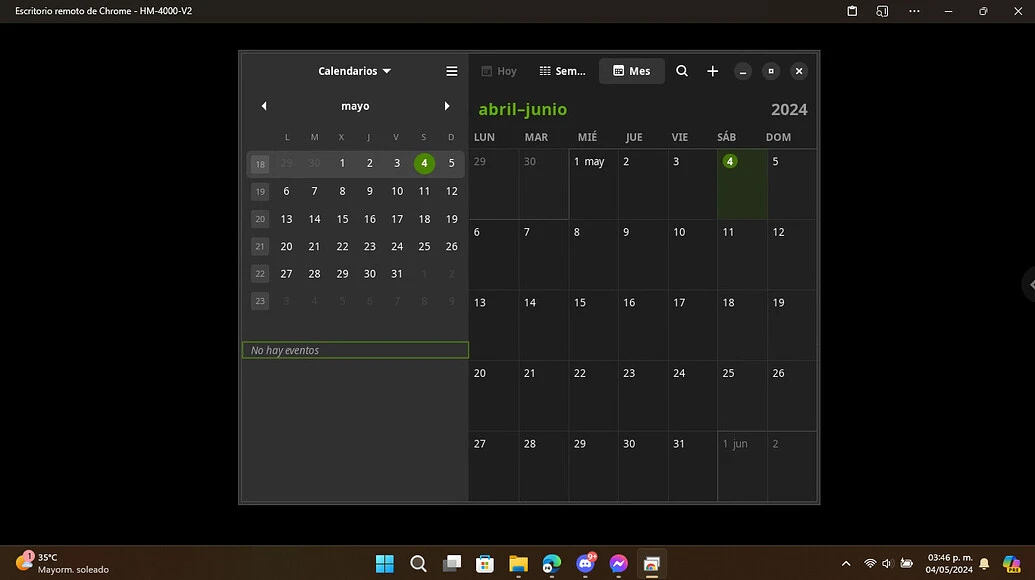 Escritorio remoto de Chrome - HM-4000-V2
Calendarios
Hoy
Sem...
Mes
mayo
L M X J V S D
18 29 30 1 2 3 4 5
19 6 7 8 9 10 11 12
20 13 14 15 16 17 18 19
21 20 21 22 23 24 25 26
22 27 28 29 30 31 1 2
23 3 4 5 6 7 8 9
No hay eventos
abril–junio 2024
LUN MAR MIÉ JUE VIE SÁB DOM
29 30 1 may 2 3 4 5
6 7 8 9 10 11 12
13 14 15 16 17 18 19
20 21 22 23 24 25 26
27 28 29 30 31 1 jun 2
1
35°C
Mayorm. soleado
9+
03:46 p. m.
04/05/2024
PRE